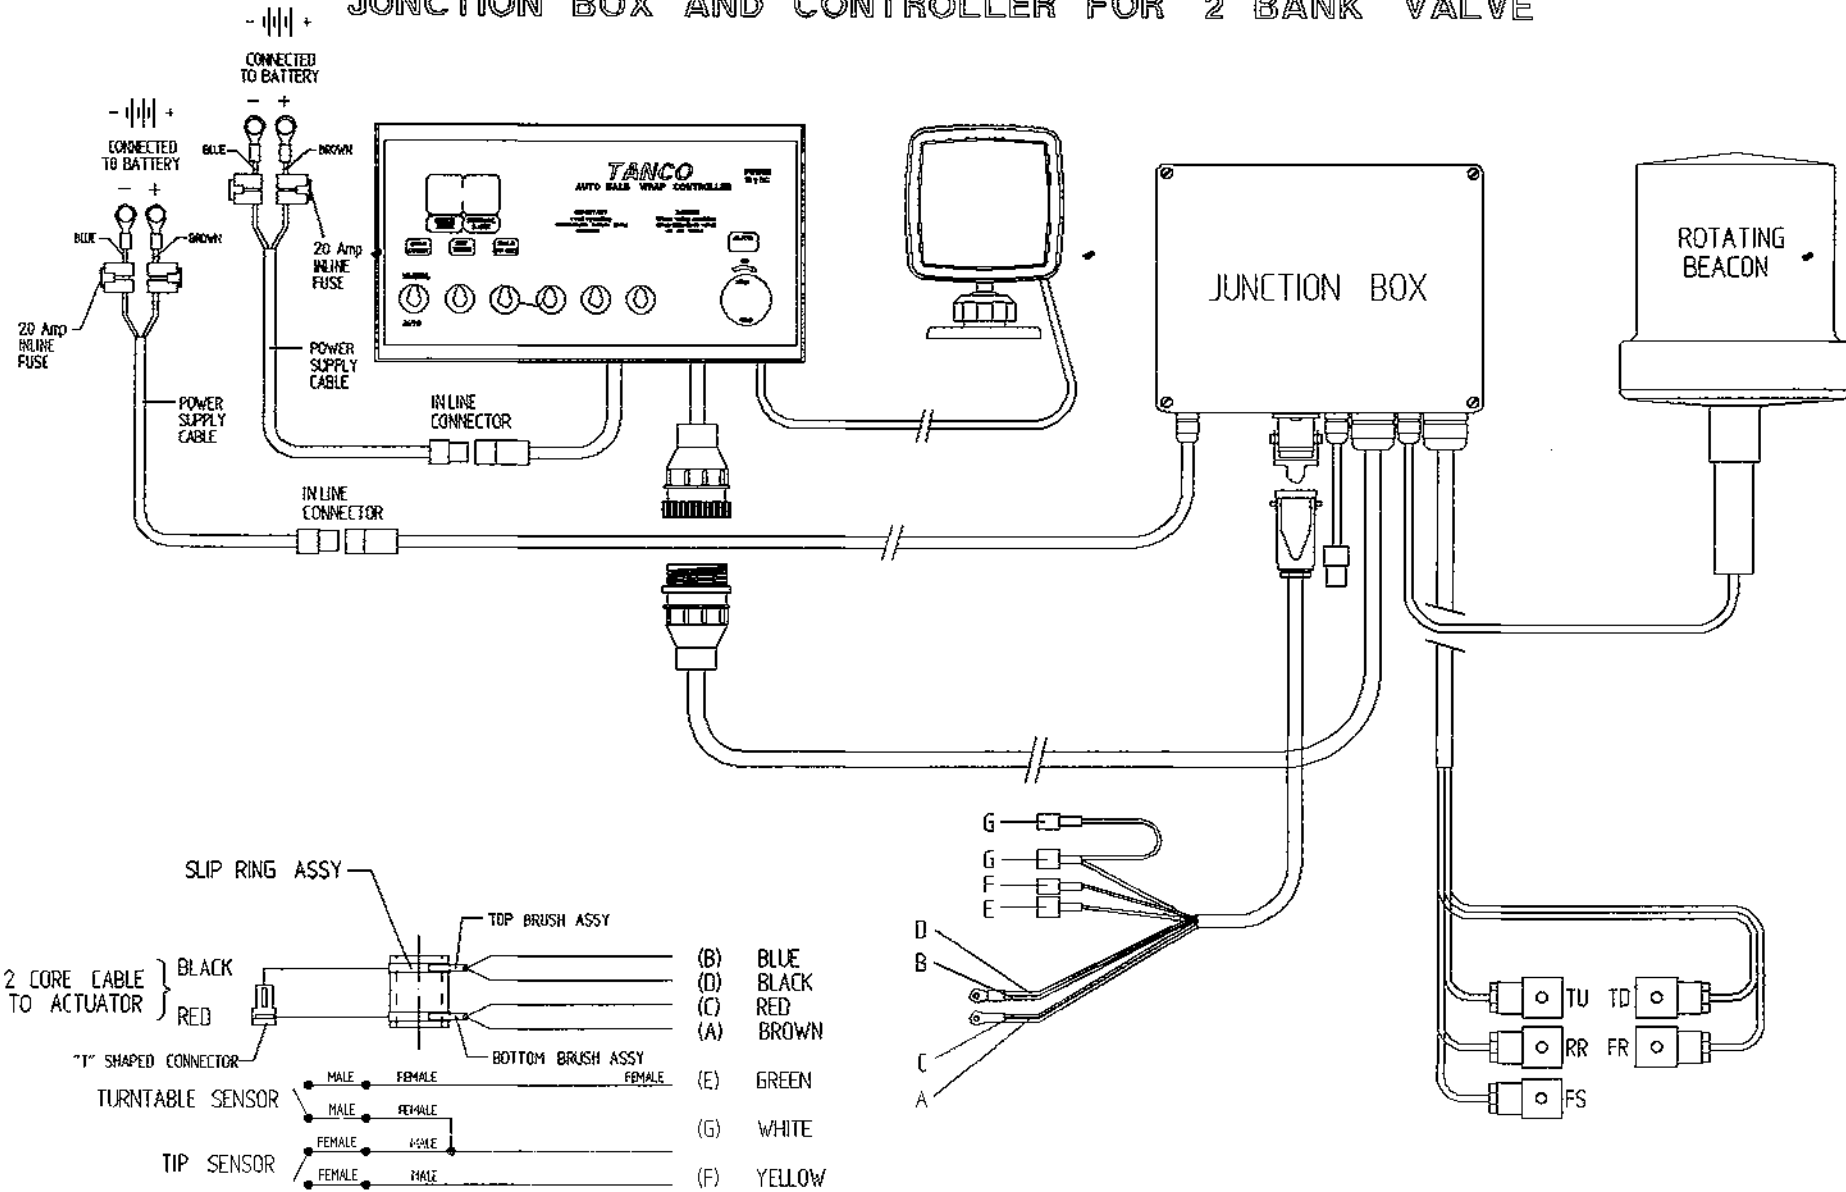 JUNCTION BOX AND CONTROLLER FOR 2 BANK VALVE
- +
CONNECTED
TO BATTERY
- +
BLUE
BROWN
20 Amp
INLINE
FUSE
POWER
SUPPLY
CABLE
IN LINE
CONNECTOR
- +
CONNECTED
TO BATTERY
- +
BLUE
BROWN
20 Amp
INLINE
FUSE
POWER
SUPPLY
CABLE
IN LINE
CONNECTOR
TANCO
AUTO BALE WRAP CONTROLLER
POWER
MANUAL
AUTO
JUNCTION BOX
ROTATING
BEACON
SLIP RING ASSY
TOP BRUSH ASSY
2 CORE CABLE
TO ACTUATOR
BLACK
RED
"T" SHAPED CONNECTOR
BOTTOM BRUSH ASSY
(B) BLUE
(D) BLACK
(C) RED
(A) BROWN
TURNTABLE SENSOR
MALE FEMALE FEMALE (E) GREEN
MALE FEMALE
(G) WHITE
TIP SENSOR
FEMALE MALE
FEMALE MALE (F) YELLOW
G
G
F
E
D
B
C
A
TU TD
RR FR
FS